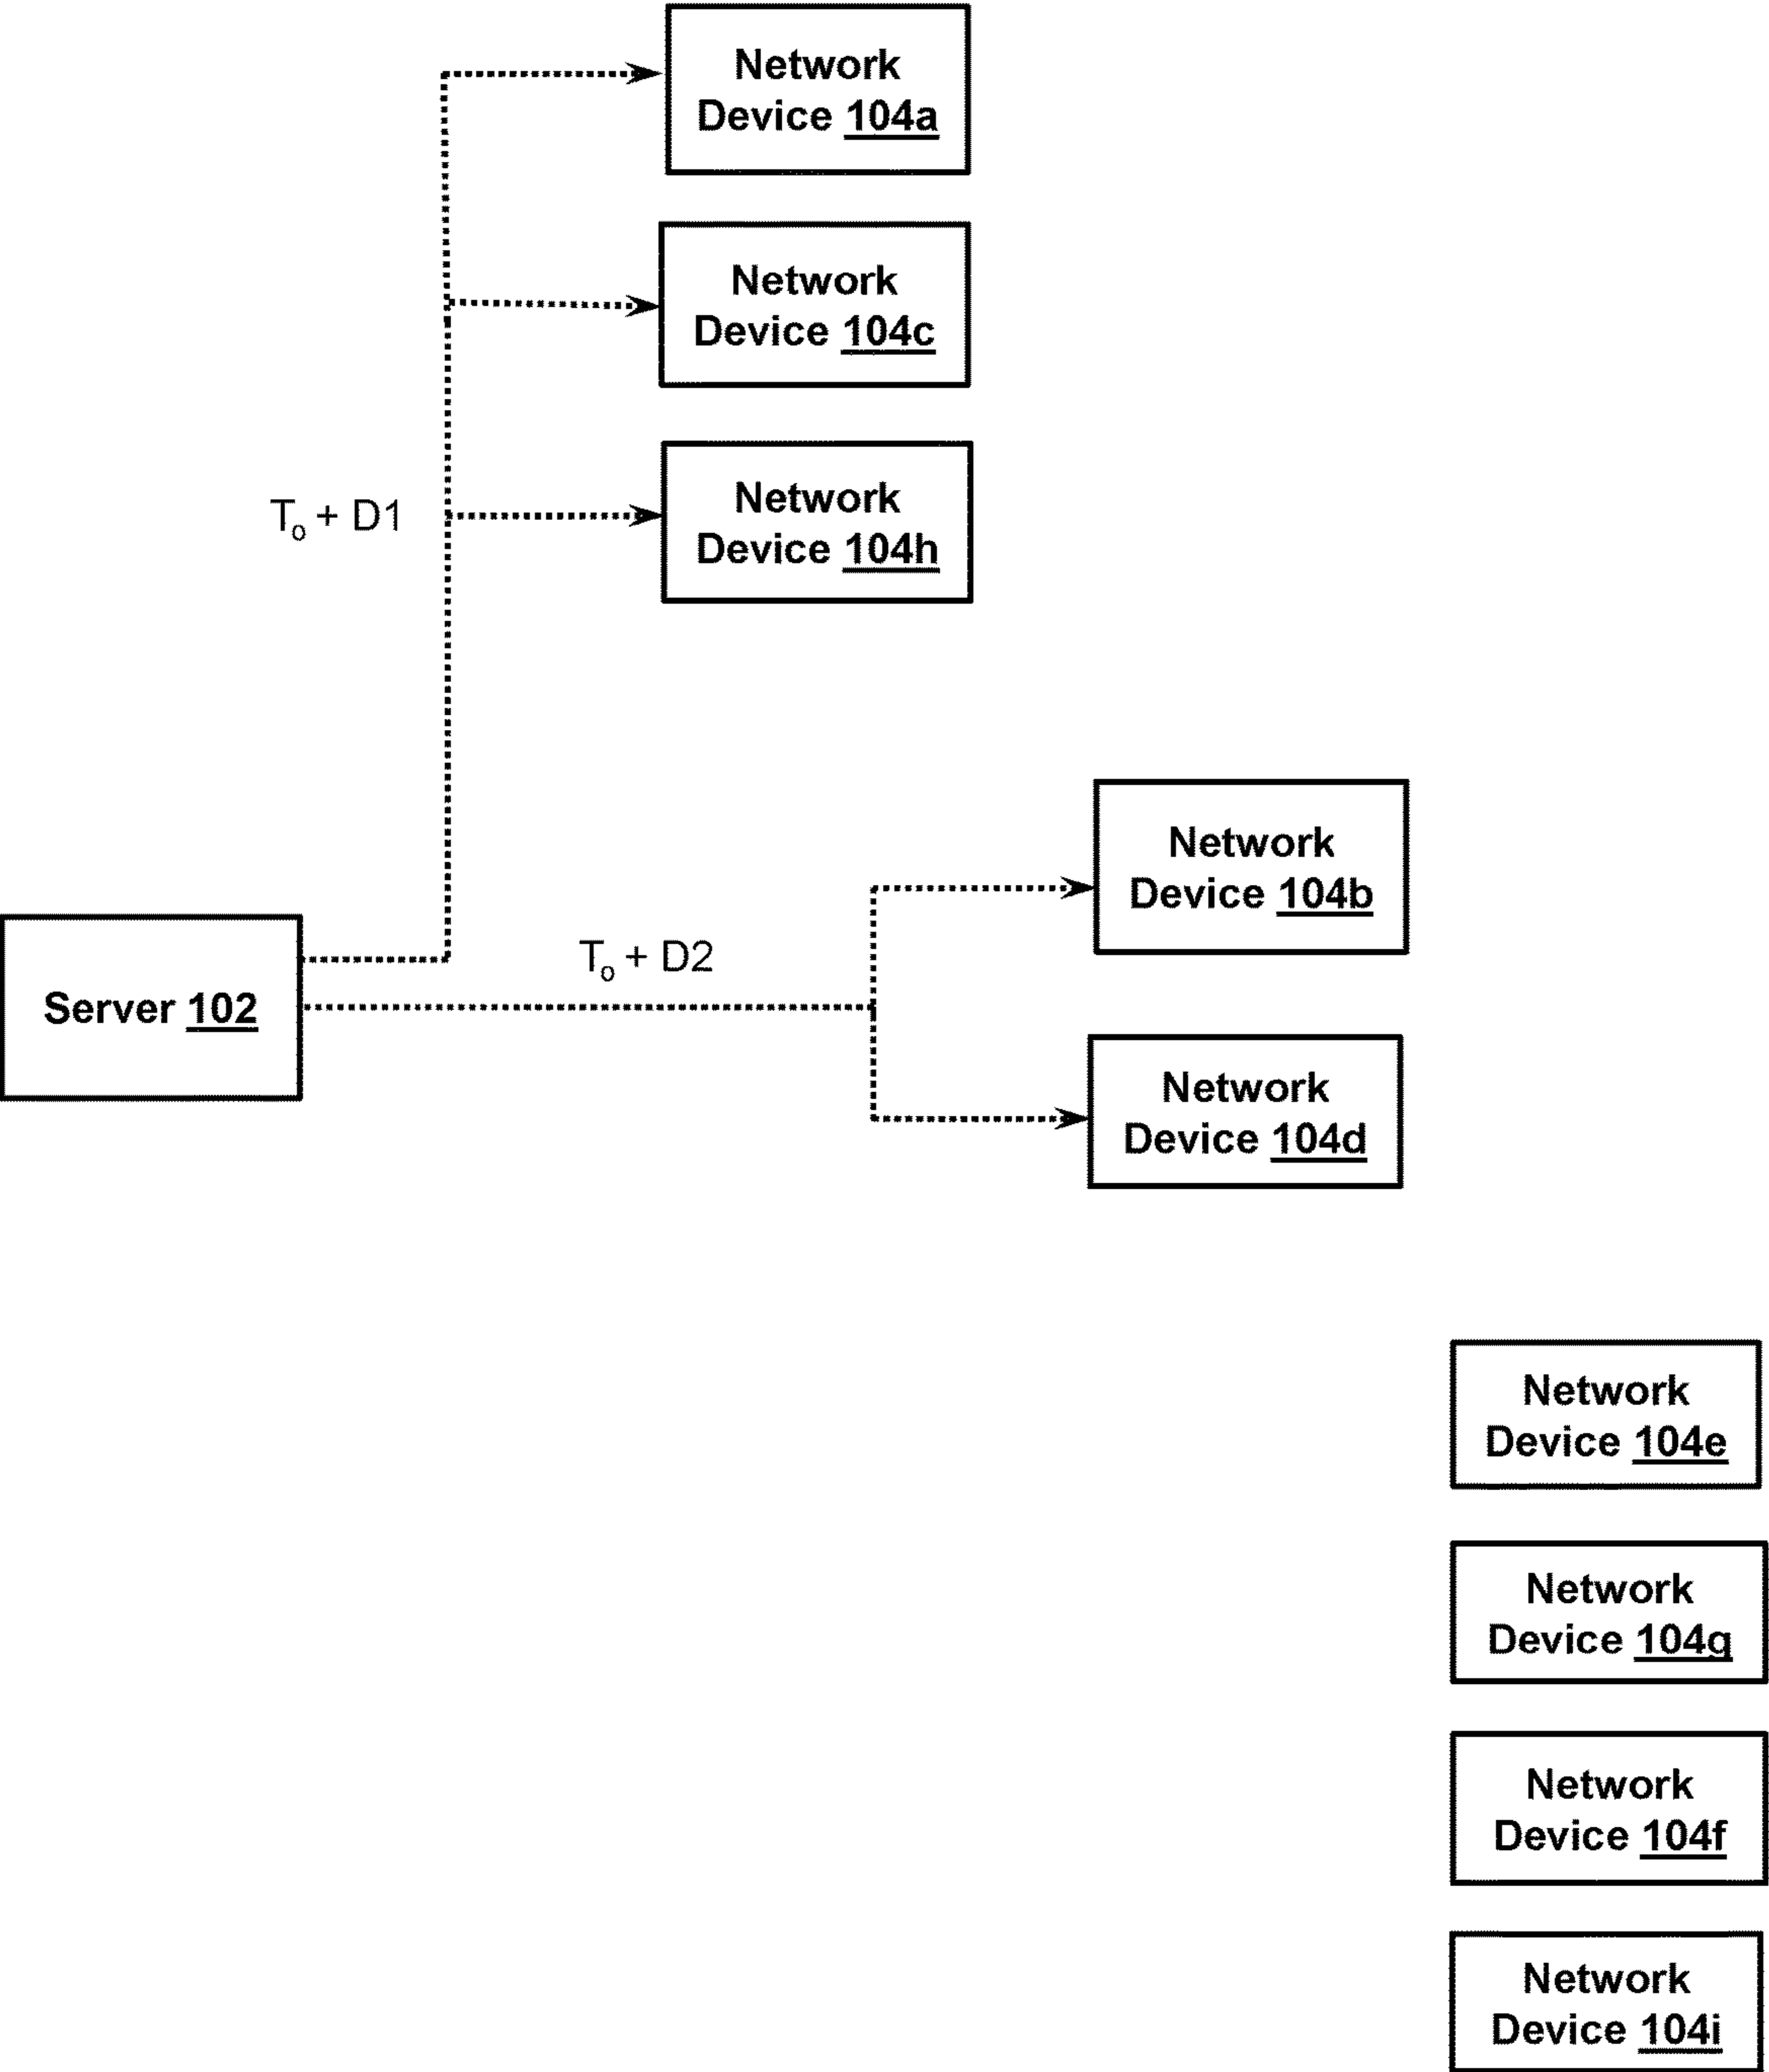 Network
Device 104a
Network
Device 104c
Network
Device 104h
To + D1
Network
Device 104b
To + D2
Server 102
Network
Device 104d
Network
Device 104e
Network
Device 104g
Network
Device 104f
Network
Device 104i